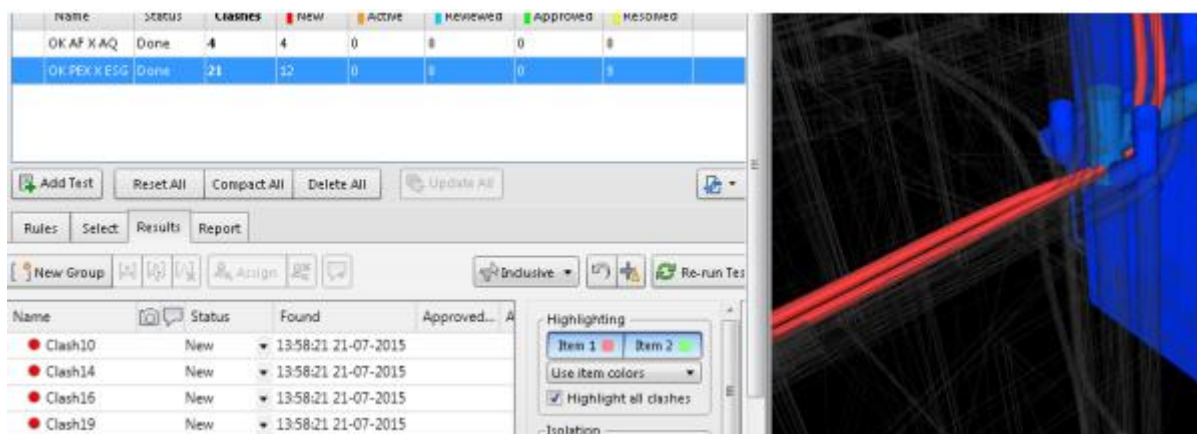 Name Status Clashes New Active Reviewed Approved Resolved
OK AF X AQ Done 4 4 0 0 0 0
OK PEX X ESG Done 21 12 0 0 0 9
Add Test Reset All Compact All Delete All Update All
Rules Select Results Report
New Group Assign Inclusive Re-run Tes
Name Status Found Approved... A
Clash10 New 13:58:21 21-07-2015
Clash14 New 13:58:21 21-07-2015
Clash16 New 13:58:21 21-07-2015
Clash19 New 13:58:21 21-07-2015
Highlighting
Item 1 Item 2
Use item colors
Highlight all clashes
Isolation